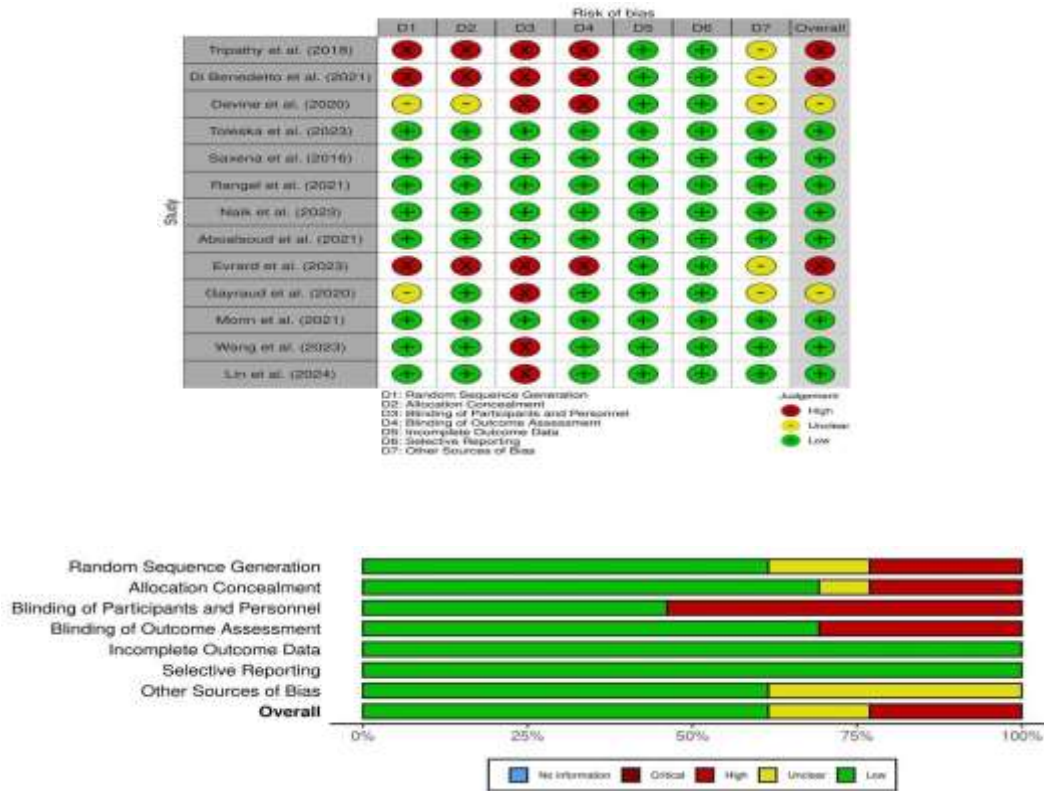 Risk of bias
D1 D2 D3 D4 D5 D6 D7 Overall
Tripathy et al. (2018)
Di Benedetto et al. (2021)
Devine et al. (2020)
Toleska et al. (2023)
Saxena et al. (2016)
Rangel et al. (2021)
Naik et al. (2023)
Aboalsoud et al. (2021)
Evrard et al. (2023)
Gayraud et al. (2020)
et al. (2021)
Wang et al. (2023)
Lin et al. (2024)
Study
D1: Random Sequence Generation
D2: Allocation Concealment
D3: Blinding of Participants and Personnel
D4: Blinding of Outcome Assessment
D5: Incomplete Outcome Data
D6: Selective Reporting
D7: Other Sources of Bias
Judgement
High
Unclear
Low
Random Sequence Generation
Allocation Concealment
Blinding of Participants and Personnel
Blinding of Outcome Assessment
Incomplete Outcome Data
Selective Reporting
Other Sources of Bias
Overall
0% 25% 50% 75% 100%
No information Critical High Unclear Low